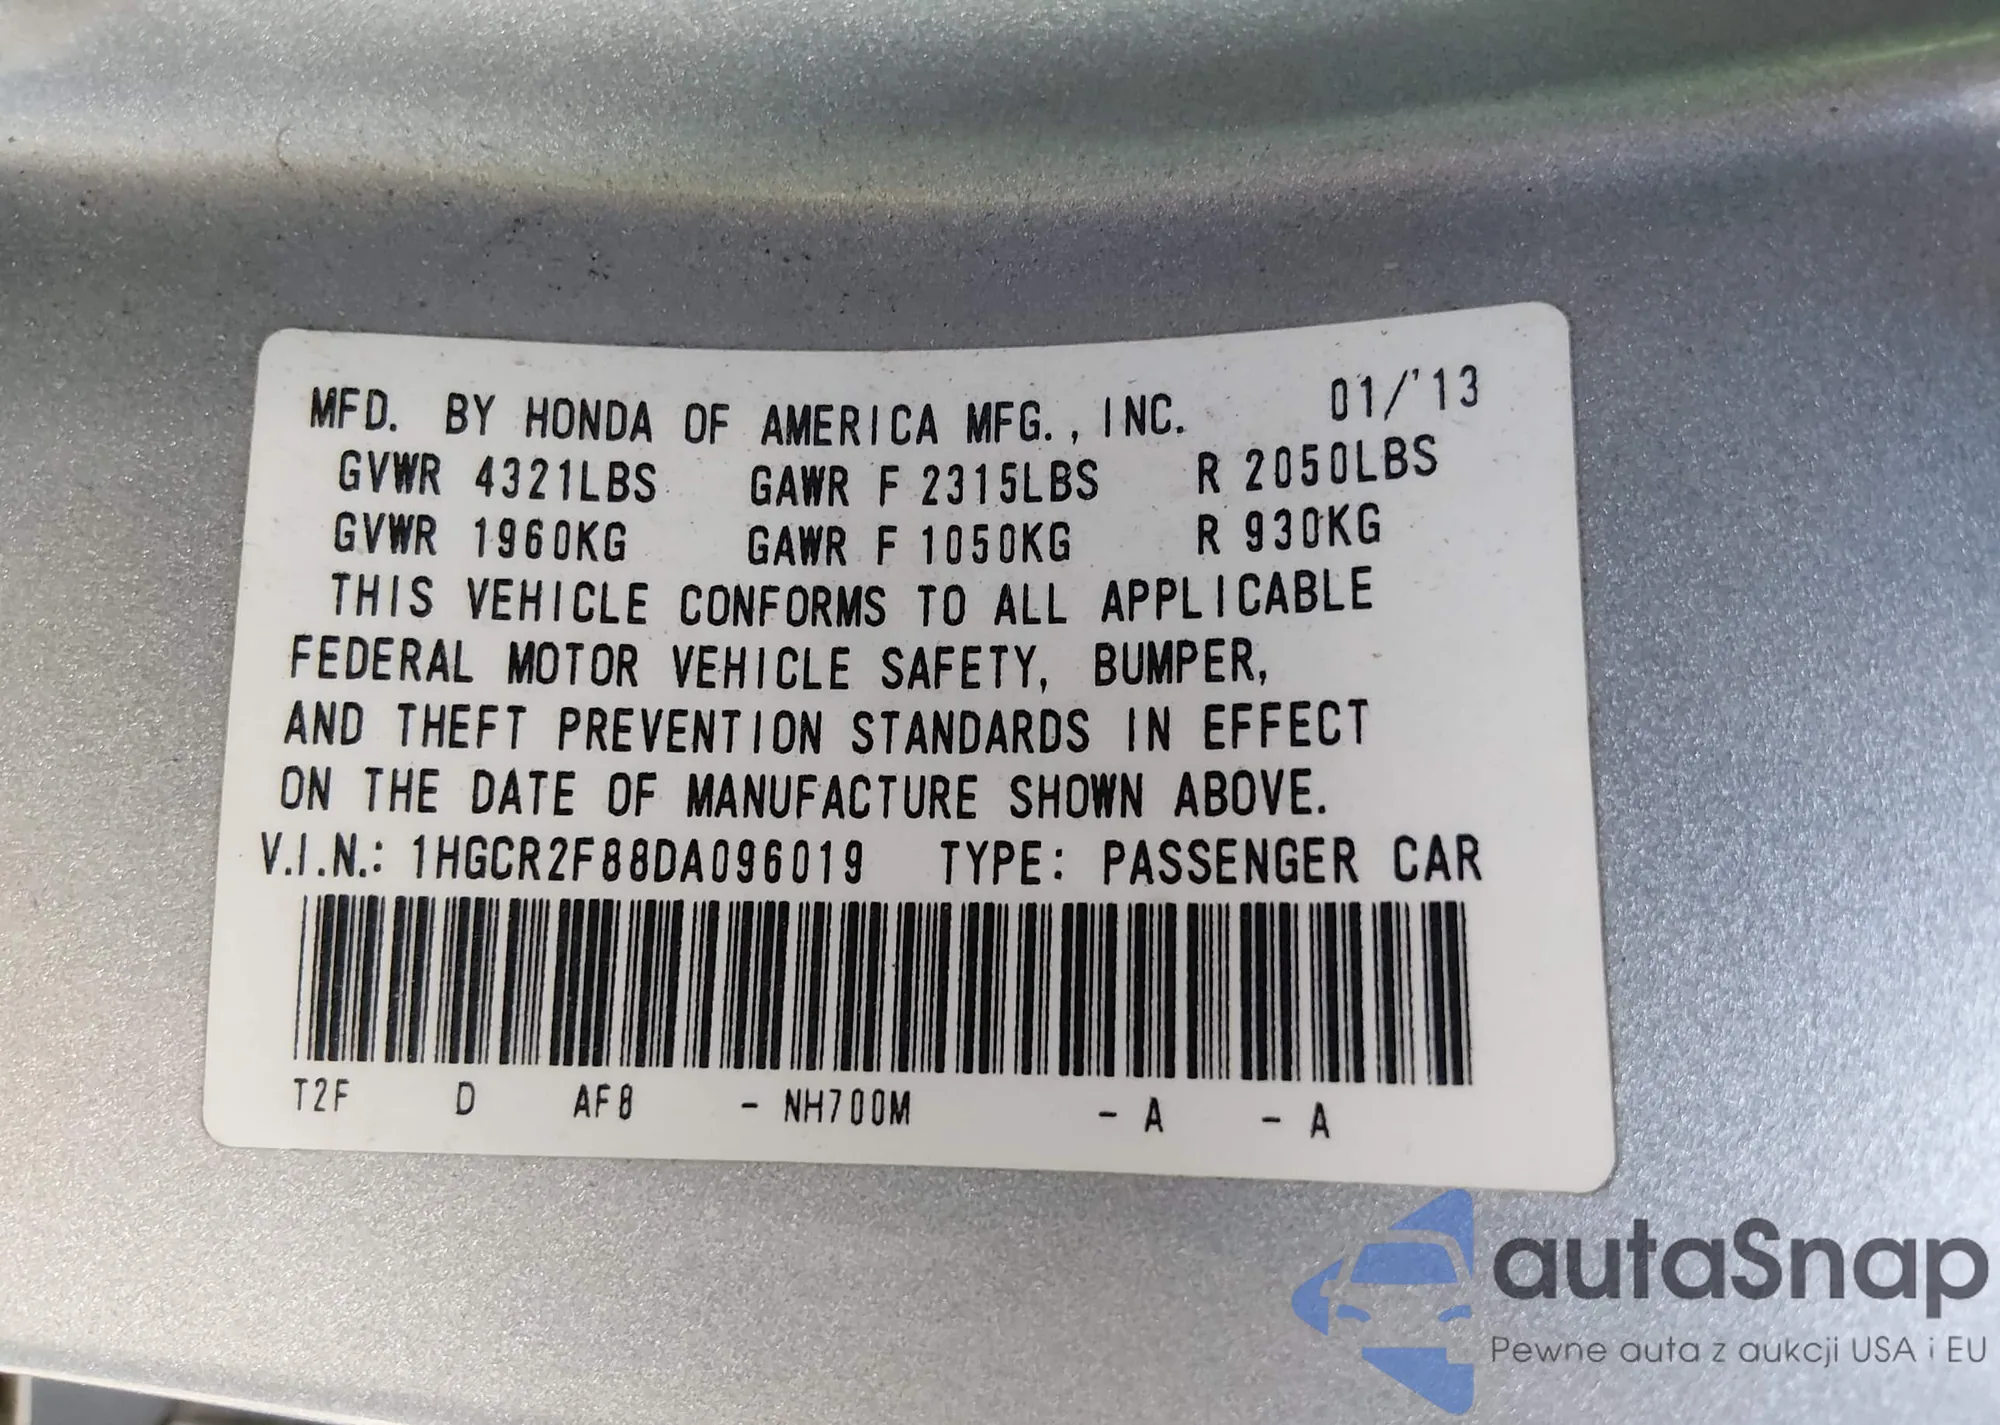 MFD. BY HONDA OF AMERICA MFG., INC. 01/'13
GVWR 4321LBS GAWR F 2315LBS R 2050LBS
GVWR 1960KG GAWR F 1050KG R 930KG
THIS VEHICLE CONFORMS TO ALL APPLICABLE
FEDERAL MOTOR VEHICLE SAFETY, BUMPER,
AND THEFT PREVENTION STANDARDS IN EFFECT
ON THE DATE OF MANUFACTURE SHOWN ABOVE.
V.I.N.: 1HGCR2F88DA096019 TYPE: PASSENGER CAR
T2F D AF8 - NH700M - A - A
autaSnap
Pewne auta z aukcji USA i EU